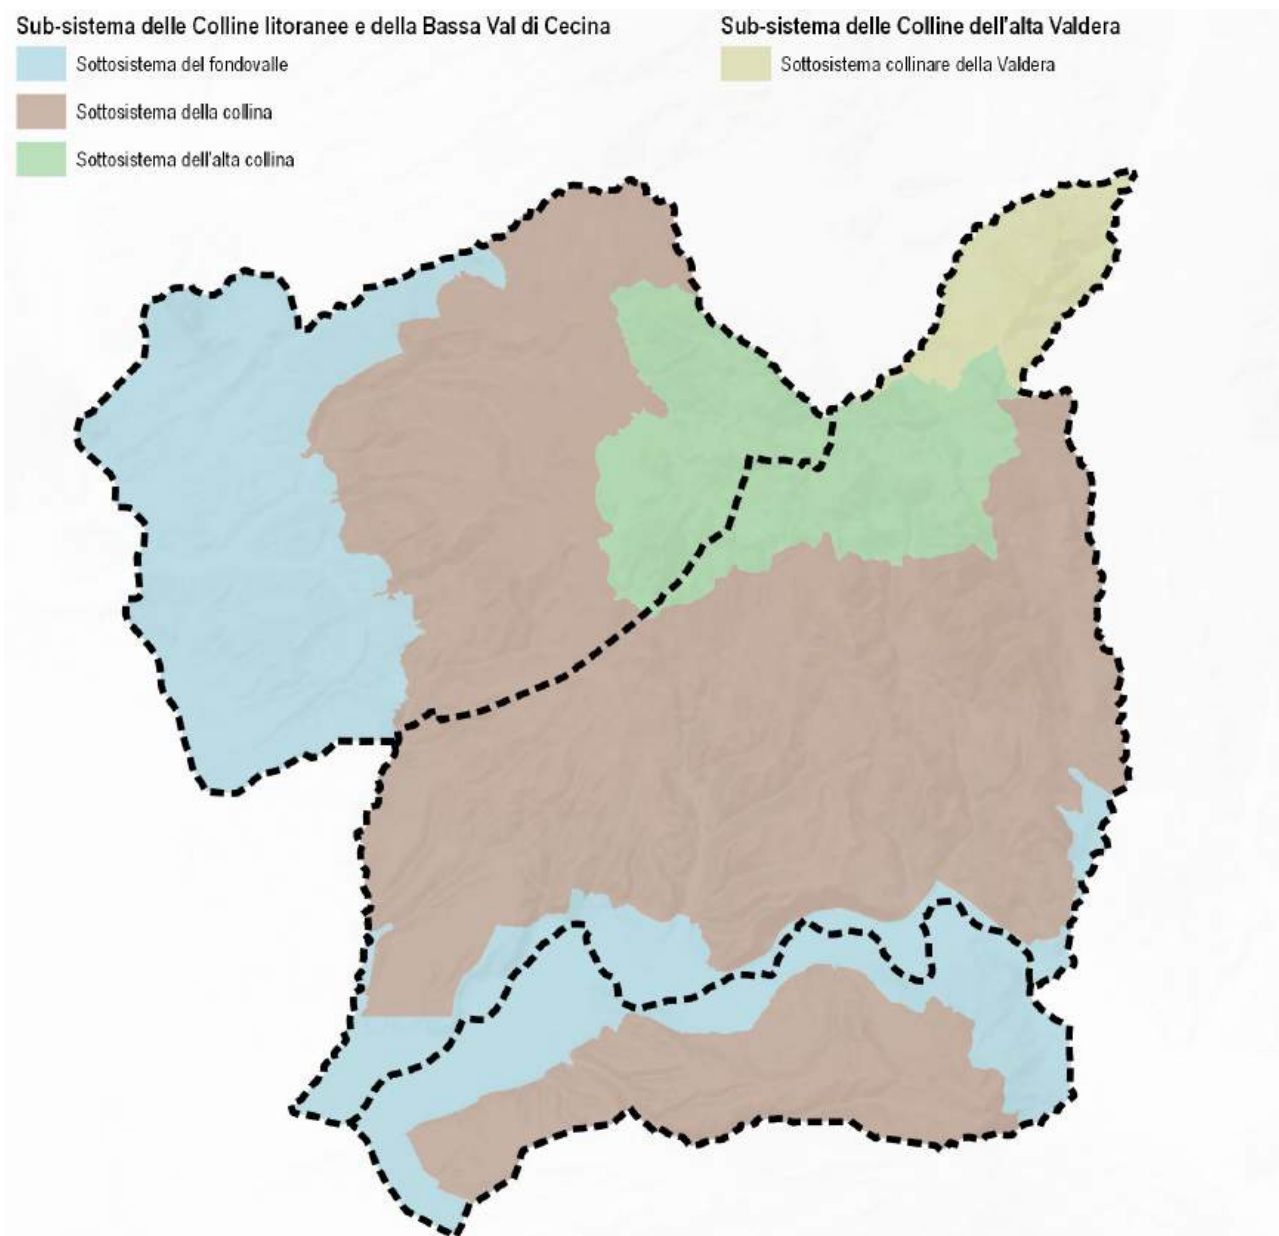 Sub-sistema delle Colline litoranee e della Bassa Val di Cecina
Sottosistema del fondovalle
Sottosistema della collina
Sottosistema dell'alta collina
Sub-sistema delle Colline dell'alta Valdera
Sottosistema collinare della Valdera